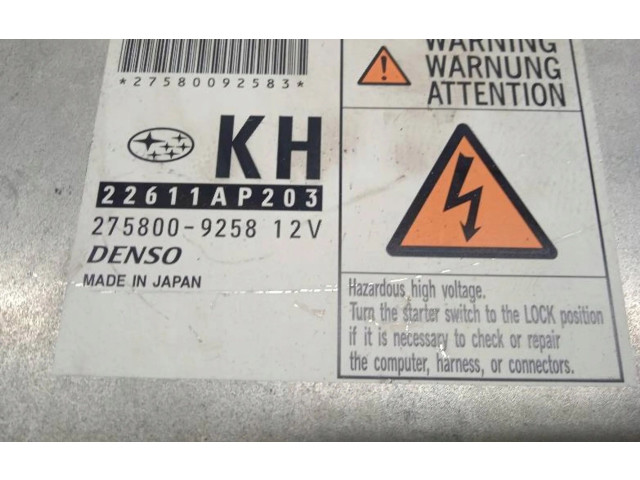 *27580092583*
KH
22611AP203
275800-9258 12V
DENSO
MADE IN JAPAN
WARNING
WARNUNG
ATTENTION
Hazardous high voltage.
Turn the starter switch to the LOCK position
if it is necessary to check or repair
the computer, harness, or connectors.